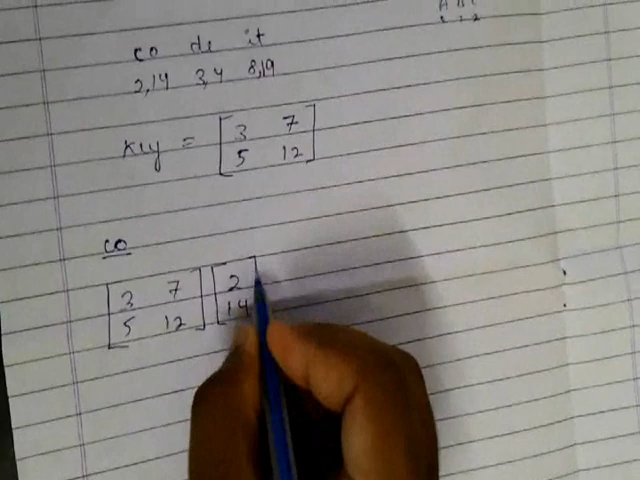 A B C
co de it
2,14 3,4 8,19
Key = [3 7
5 12]
co
[3 7] [2
5 12] [14